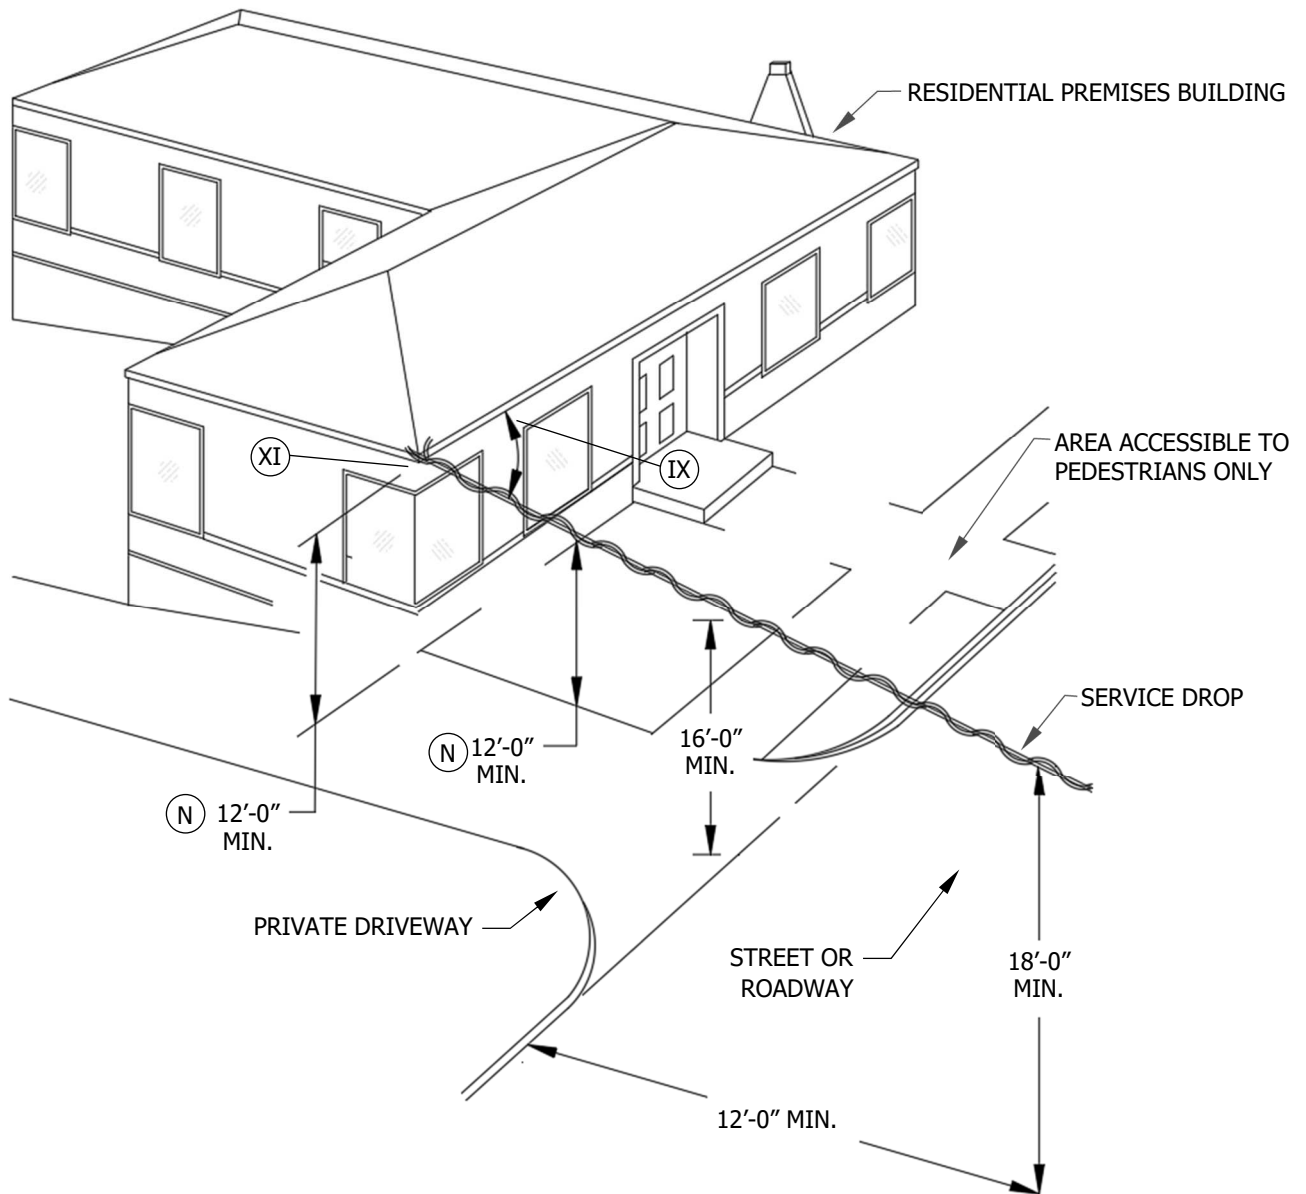 RESIDENTIAL PREMISES BUILDING
AREA ACCESSIBLE TO
PEDESTRIANS ONLY
XI
IX
SERVICE DROP
N 12’-0”
MIN.
16’-0”
MIN.
N 12’-0”
MIN.
PRIVATE DRIVEWAY
STREET OR
ROADWAY
18’-0”
MIN.
12’-0” MIN.